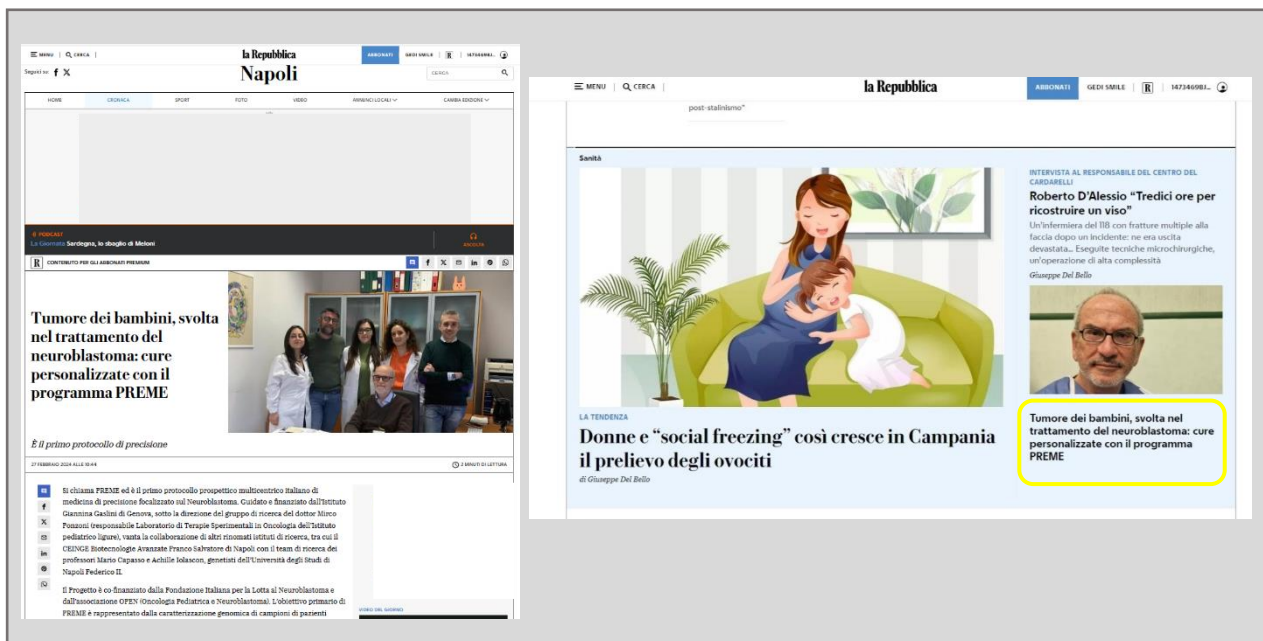 MENU | CERCA |
la Repubblica
ABBONATI GEDI SMILE | R |
Seguici su: f X
Napoli
CERCA
HOME CRONACA SPORT FOTO VIDEO ANNUNCI LOCALI CAMBIA EDIZIONE
PODCAST
La Giornata Sardegna, lo sbaglio di Meloni
ASCOLTA
R CONTENUTO PER GLI ABBONATI PREMIUM
Tumore dei bambini, svolta
nel trattamento del
neuroblastoma: cure
personalizzate con il
programma PREME
È il primo protocollo di precisione
27 FEBBRAIO 2024 ALLE
2 MINUTI DI LETTURA
Si chiama PREME ed è il primo protocollo prospettico multicentrico italiano di
medicina di precisione focalizzato sul Neuroblastoma. Guidato e finanziato dall'Istituto
Giannina Gaslini di Genova, sotto la direzione del gruppo di ricerca del dottor Mirco
Ponzoni (responsabile Laboratorio di Terapie Sperimentali in Oncologia dell'Istituto
pediatrico ligure), vanta la collaborazione di altri rinomati istituti di ricerca, tra cui il
CEINGE Biotecnologie Avanzate Franco Salvatore di Napoli con il team di ricerca dei
professori Mario Capasso e Achille Iolascon, genetisti dell'Università degli Studi di
Napoli Federico II.
Il Progetto è co-finanziato dalla Fondazione Italiana per la Lotta al Neuroblastoma e
dall'associazione OPEN (Oncologia Pediatrica e Neuroblastoma). L'obiettivo primario di
PREME è rappresentato dalla caratterizzazione genomica di campioni di pazienti
VIDEO DEL GIORNO
MENU | CERCA |
la Repubblica
ABBONATI GEDI SMILE | R | 147346983...
post-stalinismo"
Sanità
INTERVISTA AL RESPONSABILE DEL CENTRO DEL
CARDARELLI
Roberto D'Alessio "Tredici ore per
ricostruire un viso"
Un'infermiera del 118 con fratture multiple alla
faccia dopo un incidente: ne era uscita
devastata... Eseguite tecniche microchirurgiche,
un'operazione di alta complessità
Giuseppe Del Bello
LA TENDENZA
Donne e "social freezing" così cresce in Campania
il prelievo degli ovociti
di Giuseppe Del Bello
Tumore dei bambini, svolta nel
trattamento del neuroblastoma: cure
personalizzate con il programma
PREME